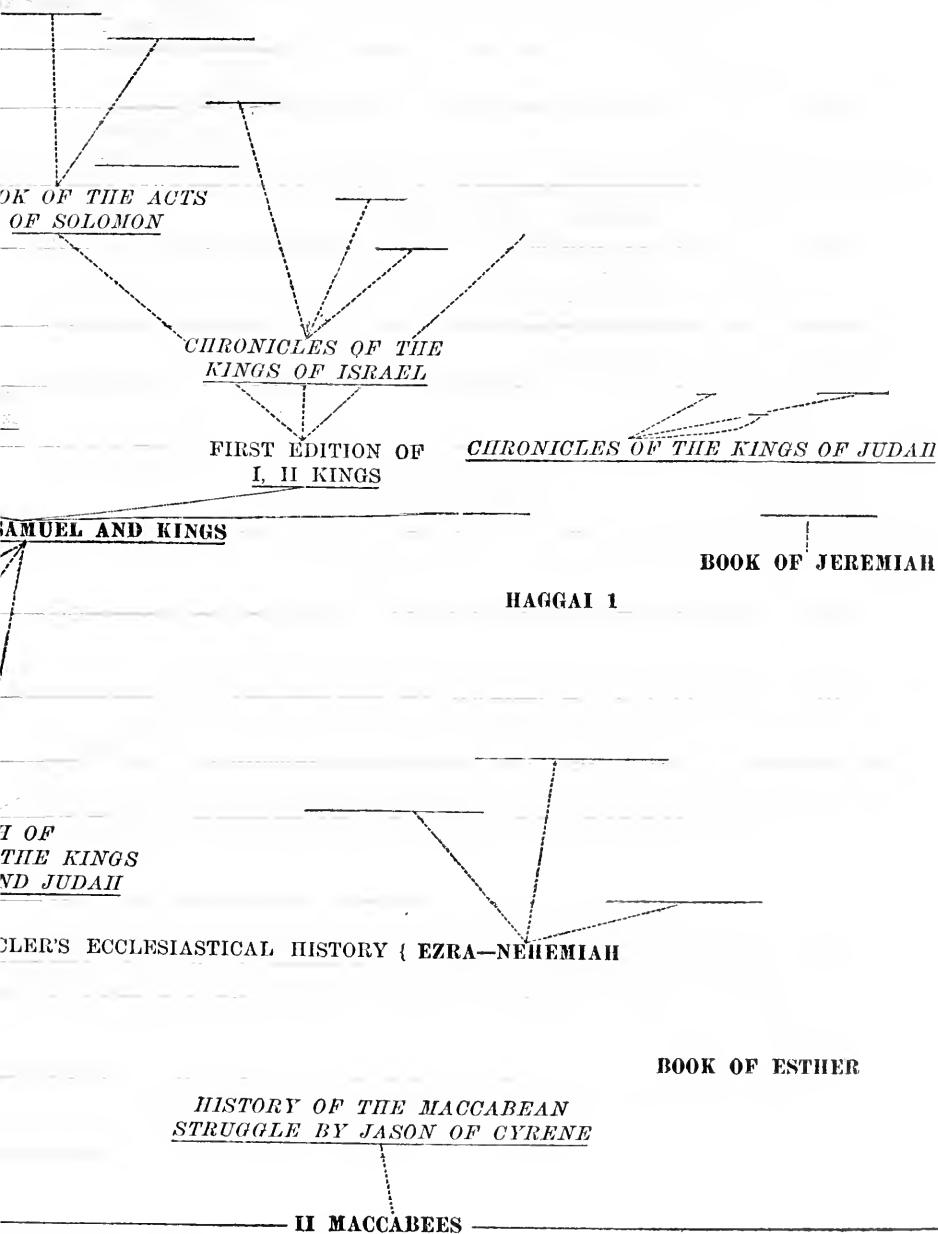 OK OF THE ACTS
OF SOLOMON
CHRONICLES OF THE
KINGS OF ISRAEL
FIRST EDITION OF
I, II KINGS
CHRONICLES OF THE KINGS OF JUDAH
SAMUEL AND KINGS
BOOK OF JEREMIAH
HAGGAI 1
I OF
THE KINGS
ND JUDAH
CLER'S ECCLESIASTICAL HISTORY { EZRA—NEHEMIAH
BOOK OF ESTHER
HISTORY OF THE MACCABEAN
STRUGGLE BY JASON OF CYRENE
II MACCABEES